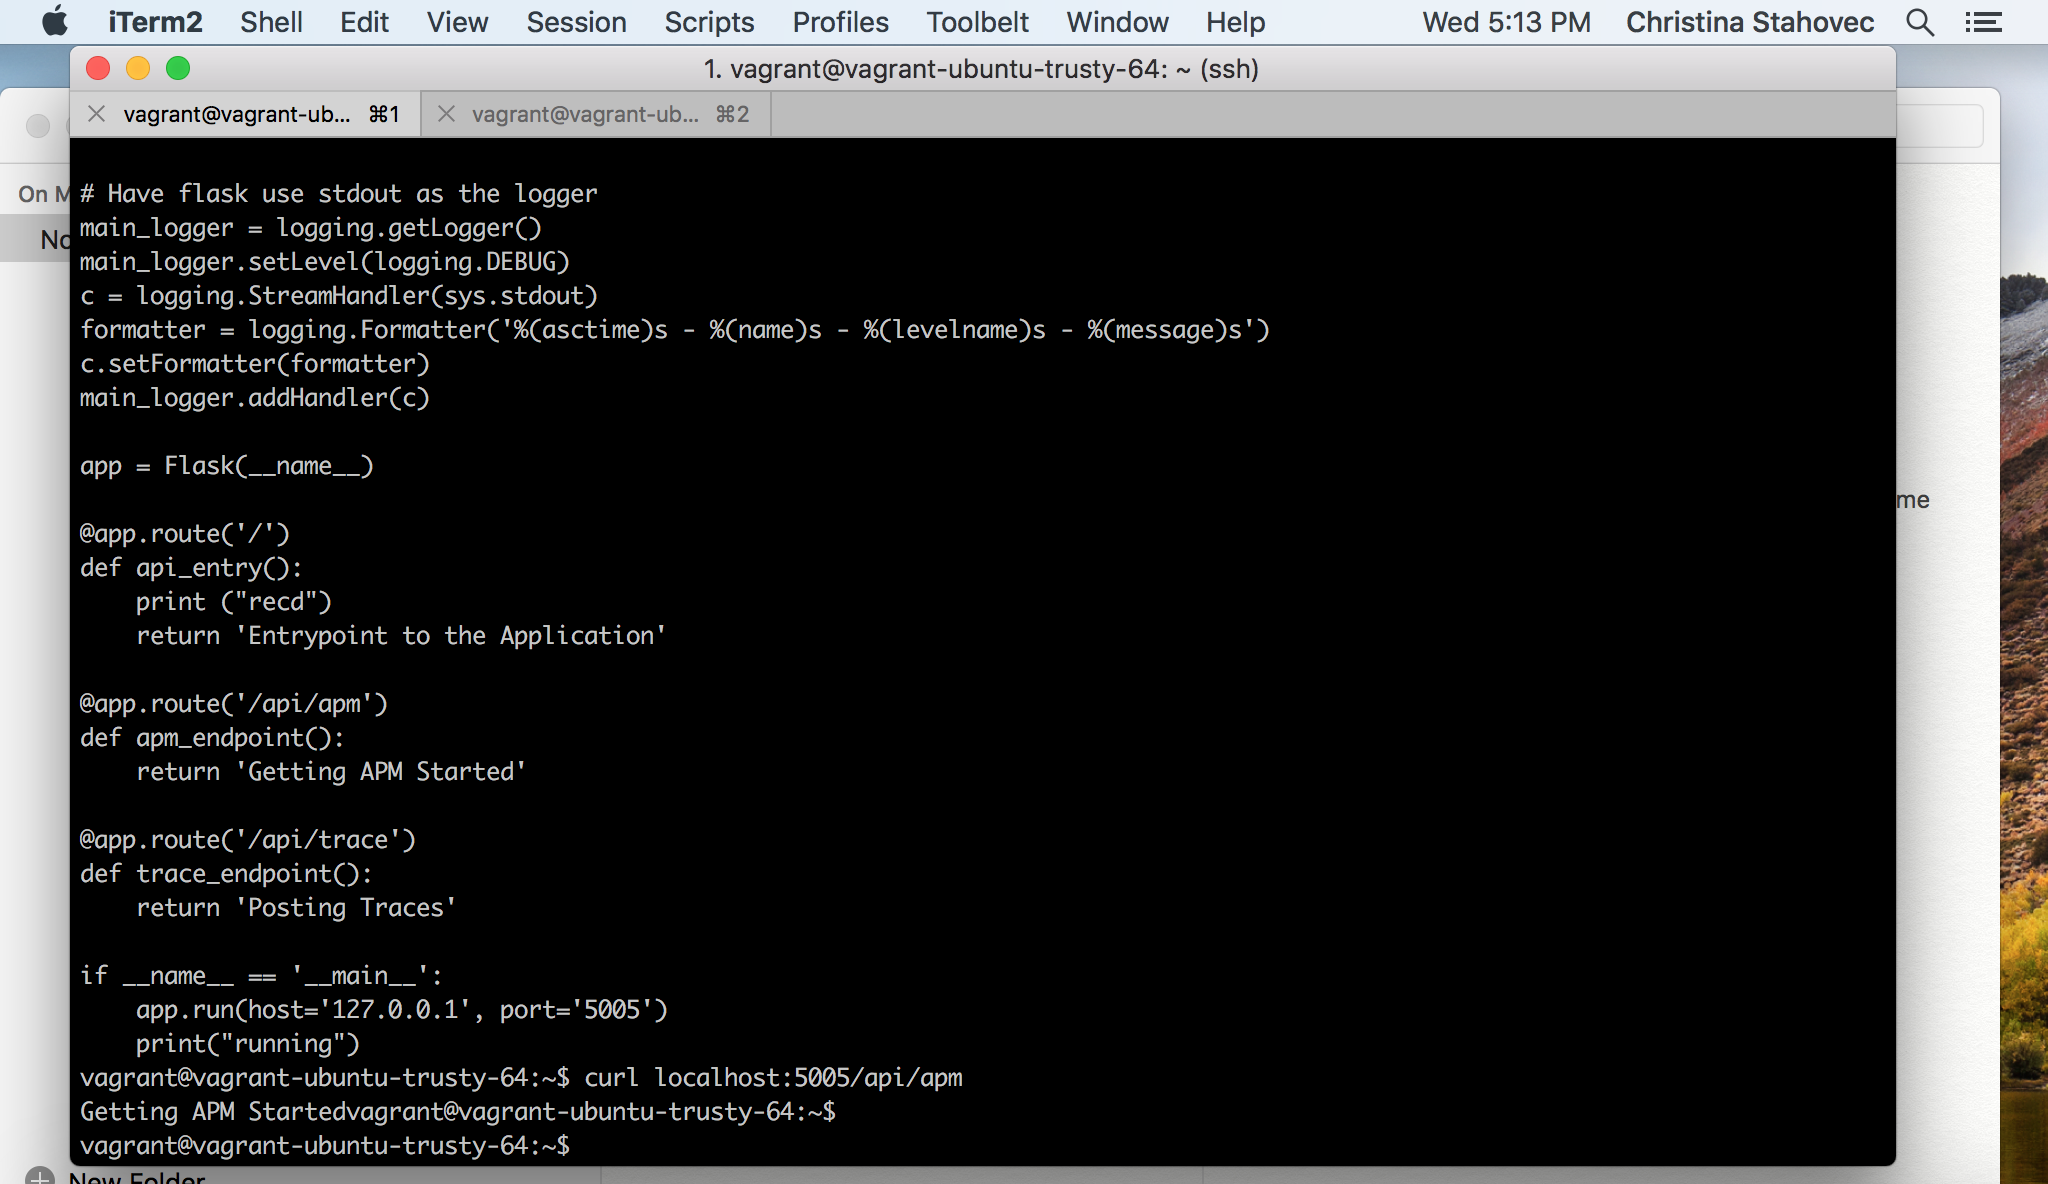 iTerm2 Shell Edit View Session Scripts Profiles Toolbelt Window Help Wed 5:13 PM Christina Stahovec
1. vagrant@vagrant-ubuntu-trusty-64: ~ (ssh)
vagrant@vagrant-ub... ⌘1 vagrant@vagrant-ub... ⌘2
On M
No
# Have flask use stdout as the logger
main_logger = logging.getLogger()
main_logger.setLevel(logging.DEBUG)
c = logging.StreamHandler(sys.stdout)
formatter = logging.Formatter('%(asctime)s - %(name)s - %(levelname)s - %(message)s')
c.setFormatter(formatter)
main_logger.addHandler(c)
app = Flask(__name__)
me
@app.route('/')
def api_entry():
    print ("recd")
    return 'Entrypoint to the Application'
@app.route('/api/apm')
def apm_endpoint():
    return 'Getting APM Started'
@app.route('/api/trace')
def trace_endpoint():
    return 'Posting Traces'
if __name__ == '__main__':
    app.run(host='127.0.0.1', port='5005')
    print("running")
vagrant@vagrant-ubuntu-trusty-64:~$ curl localhost:5005/api/apm
Getting APM Startedvagrant@vagrant-ubuntu-trusty-64:~$
vagrant@vagrant-ubuntu-trusty-64:~$
New Folder